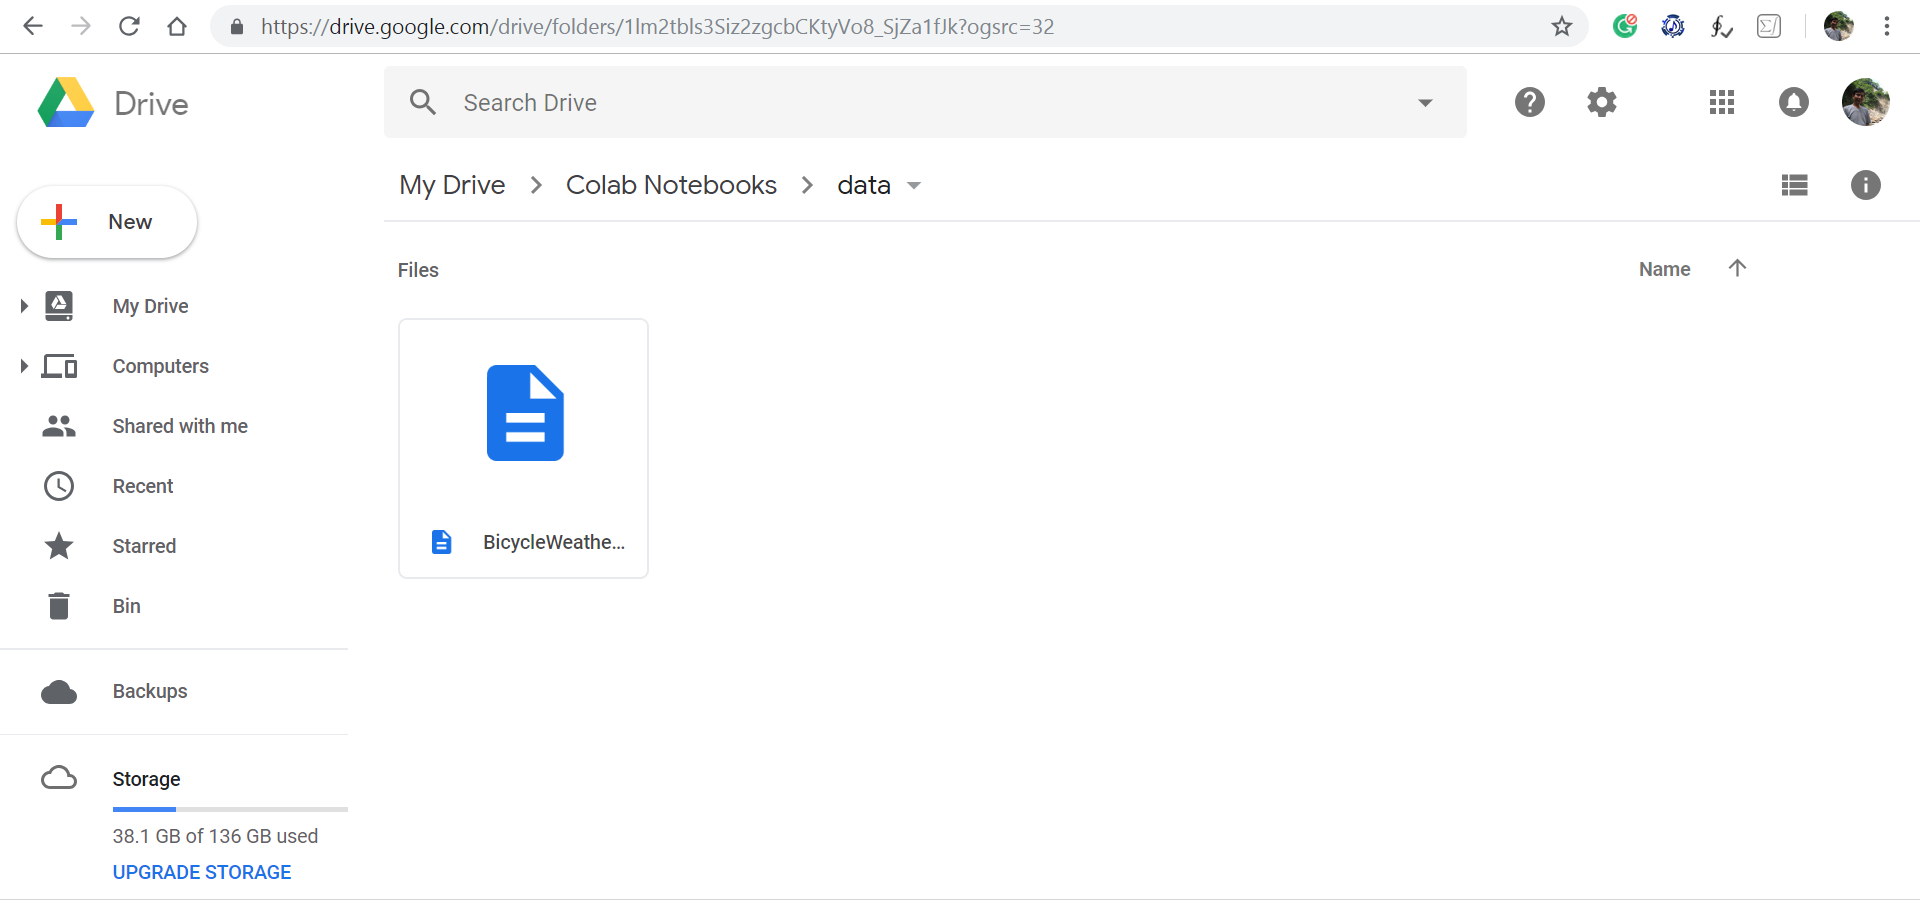 https://drive.google.com/drive/folders/1lm2tbls3Siz2zgcbCKtyVo8_SjZa1fJk?ogsrc=32
Drive
Search Drive
My Drive > Colab Notebooks > data
New
Files
Name
My Drive
Computers
Shared with me
Recent
Starred
Bin
BicycleWeathe...
Backups
Storage
38.1 GB of 136 GB used
UPGRADE STORAGE